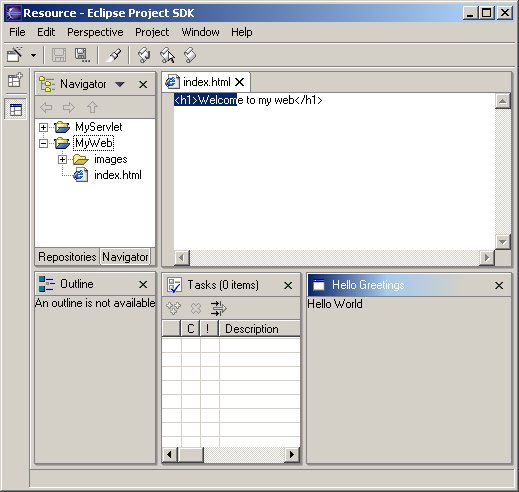 Resource - Eclipse Project SDK
File Edit Perspective Project Window Help
Navigator
index.html
<h1>Welcome to my web</h1>
MyServlet
MyWeb
images
index.html
Repositories Navigator
Outline
An outline is not available
Tasks (0 items)
C ! Description
Hello Greetings
Hello World